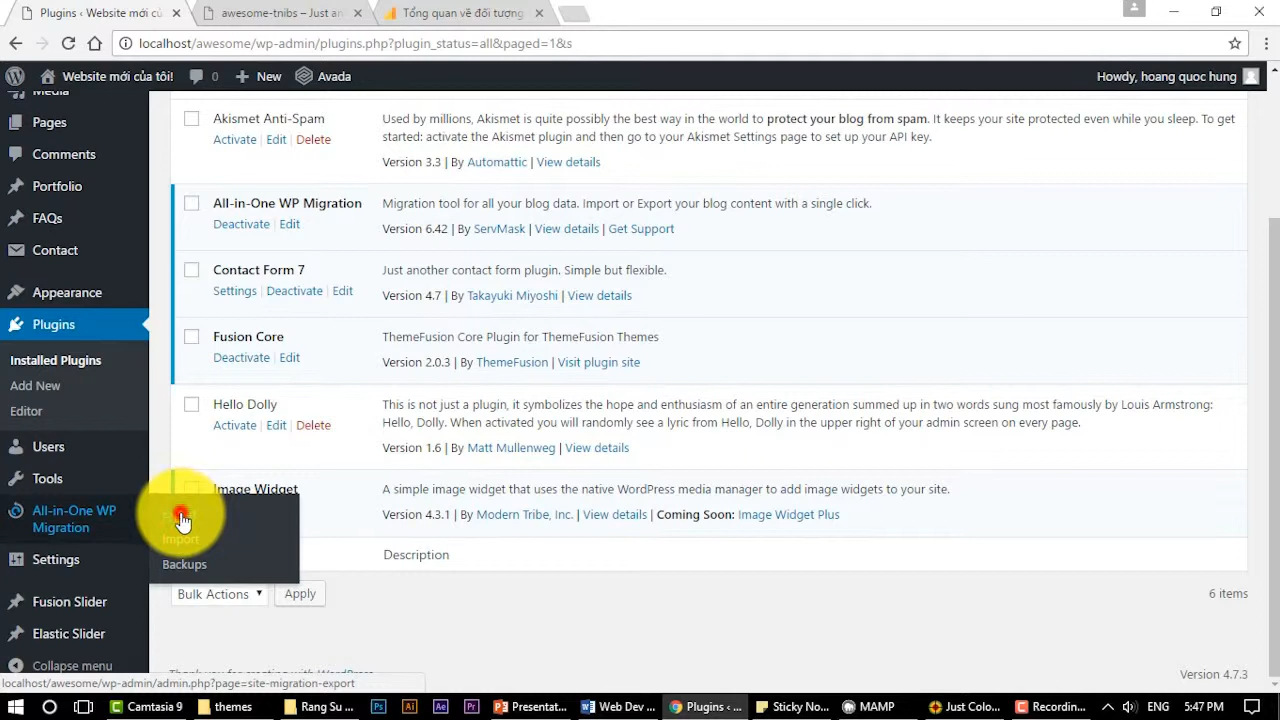 Plugins ‹ Website mới củ
awesome-tnibs – Just an
Tổng quan về đối tượng
localhost/awesome/wp-admin/plugins.php?plugin_status=all&paged=1&s
Website mới của tôi! 0 New Avada Howdy, hoang quoc hung
Media
Pages
Comments
Portfolio
FAQs
Contact
Appearance
Plugins
Installed Plugins
Add New
Editor
Users
Tools
All-in-One WP
Migration
Settings
Fusion Slider
Elastic Slider
Collapse menu
Akismet Anti-Spam
Activate | Edit | Delete
Used by millions, Akismet is quite possibly the best way in the world to protect your blog from spam. It keeps your site protected even while you sleep. To get
started: activate the Akismet plugin and then go to your Akismet Settings page to set up your API key.
Version 3.3 | By Automattic | View details
All-in-One WP Migration
Deactivate | Edit
Migration tool for all your blog data. Import or Export your blog content with a single click.
Version 6.42 | By ServMask | View details | Get Support
Contact Form 7
Settings | Deactivate | Edit
Just another contact form plugin. Simple but flexible.
Version 4.7 | By Takayuki Miyoshi | View details
Fusion Core
Deactivate | Edit
ThemeFusion Core Plugin for ThemeFusion Themes
Version 2.0.3 | By ThemeFusion | Visit plugin site
Hello Dolly
Activate | Edit | Delete
This is not just a plugin, it symbolizes the hope and enthusiasm of an entire generation summed up in two words sung most famously by Louis Armstrong:
Hello, Dolly. When activated you will randomly see a lyric from Hello, Dolly in the upper right of your admin screen on every page.
Version 1.6 | By Matt Mullenweg | View details
Image Widget
A simple image widget that uses the native WordPress media manager to add image widgets to your site.
Version 4.3.1 | By Modern Tribe, Inc. | View details | Coming Soon: Image Widget Plus
Import
Backups
Description
Bulk Actions
Apply
6 items
Thank you for creating with WordPress
Version 4.7.3
localhost/awesome/wp-admin/admin.php?page=site-migration-export
Camtasia 9 themes Rang Su ... Ps Ai Ae Pr Presentat... Web Dev ... Plugins ‹ ... Sticky No... MAMP Just Colo... Recordin... ENG 5:47 PM